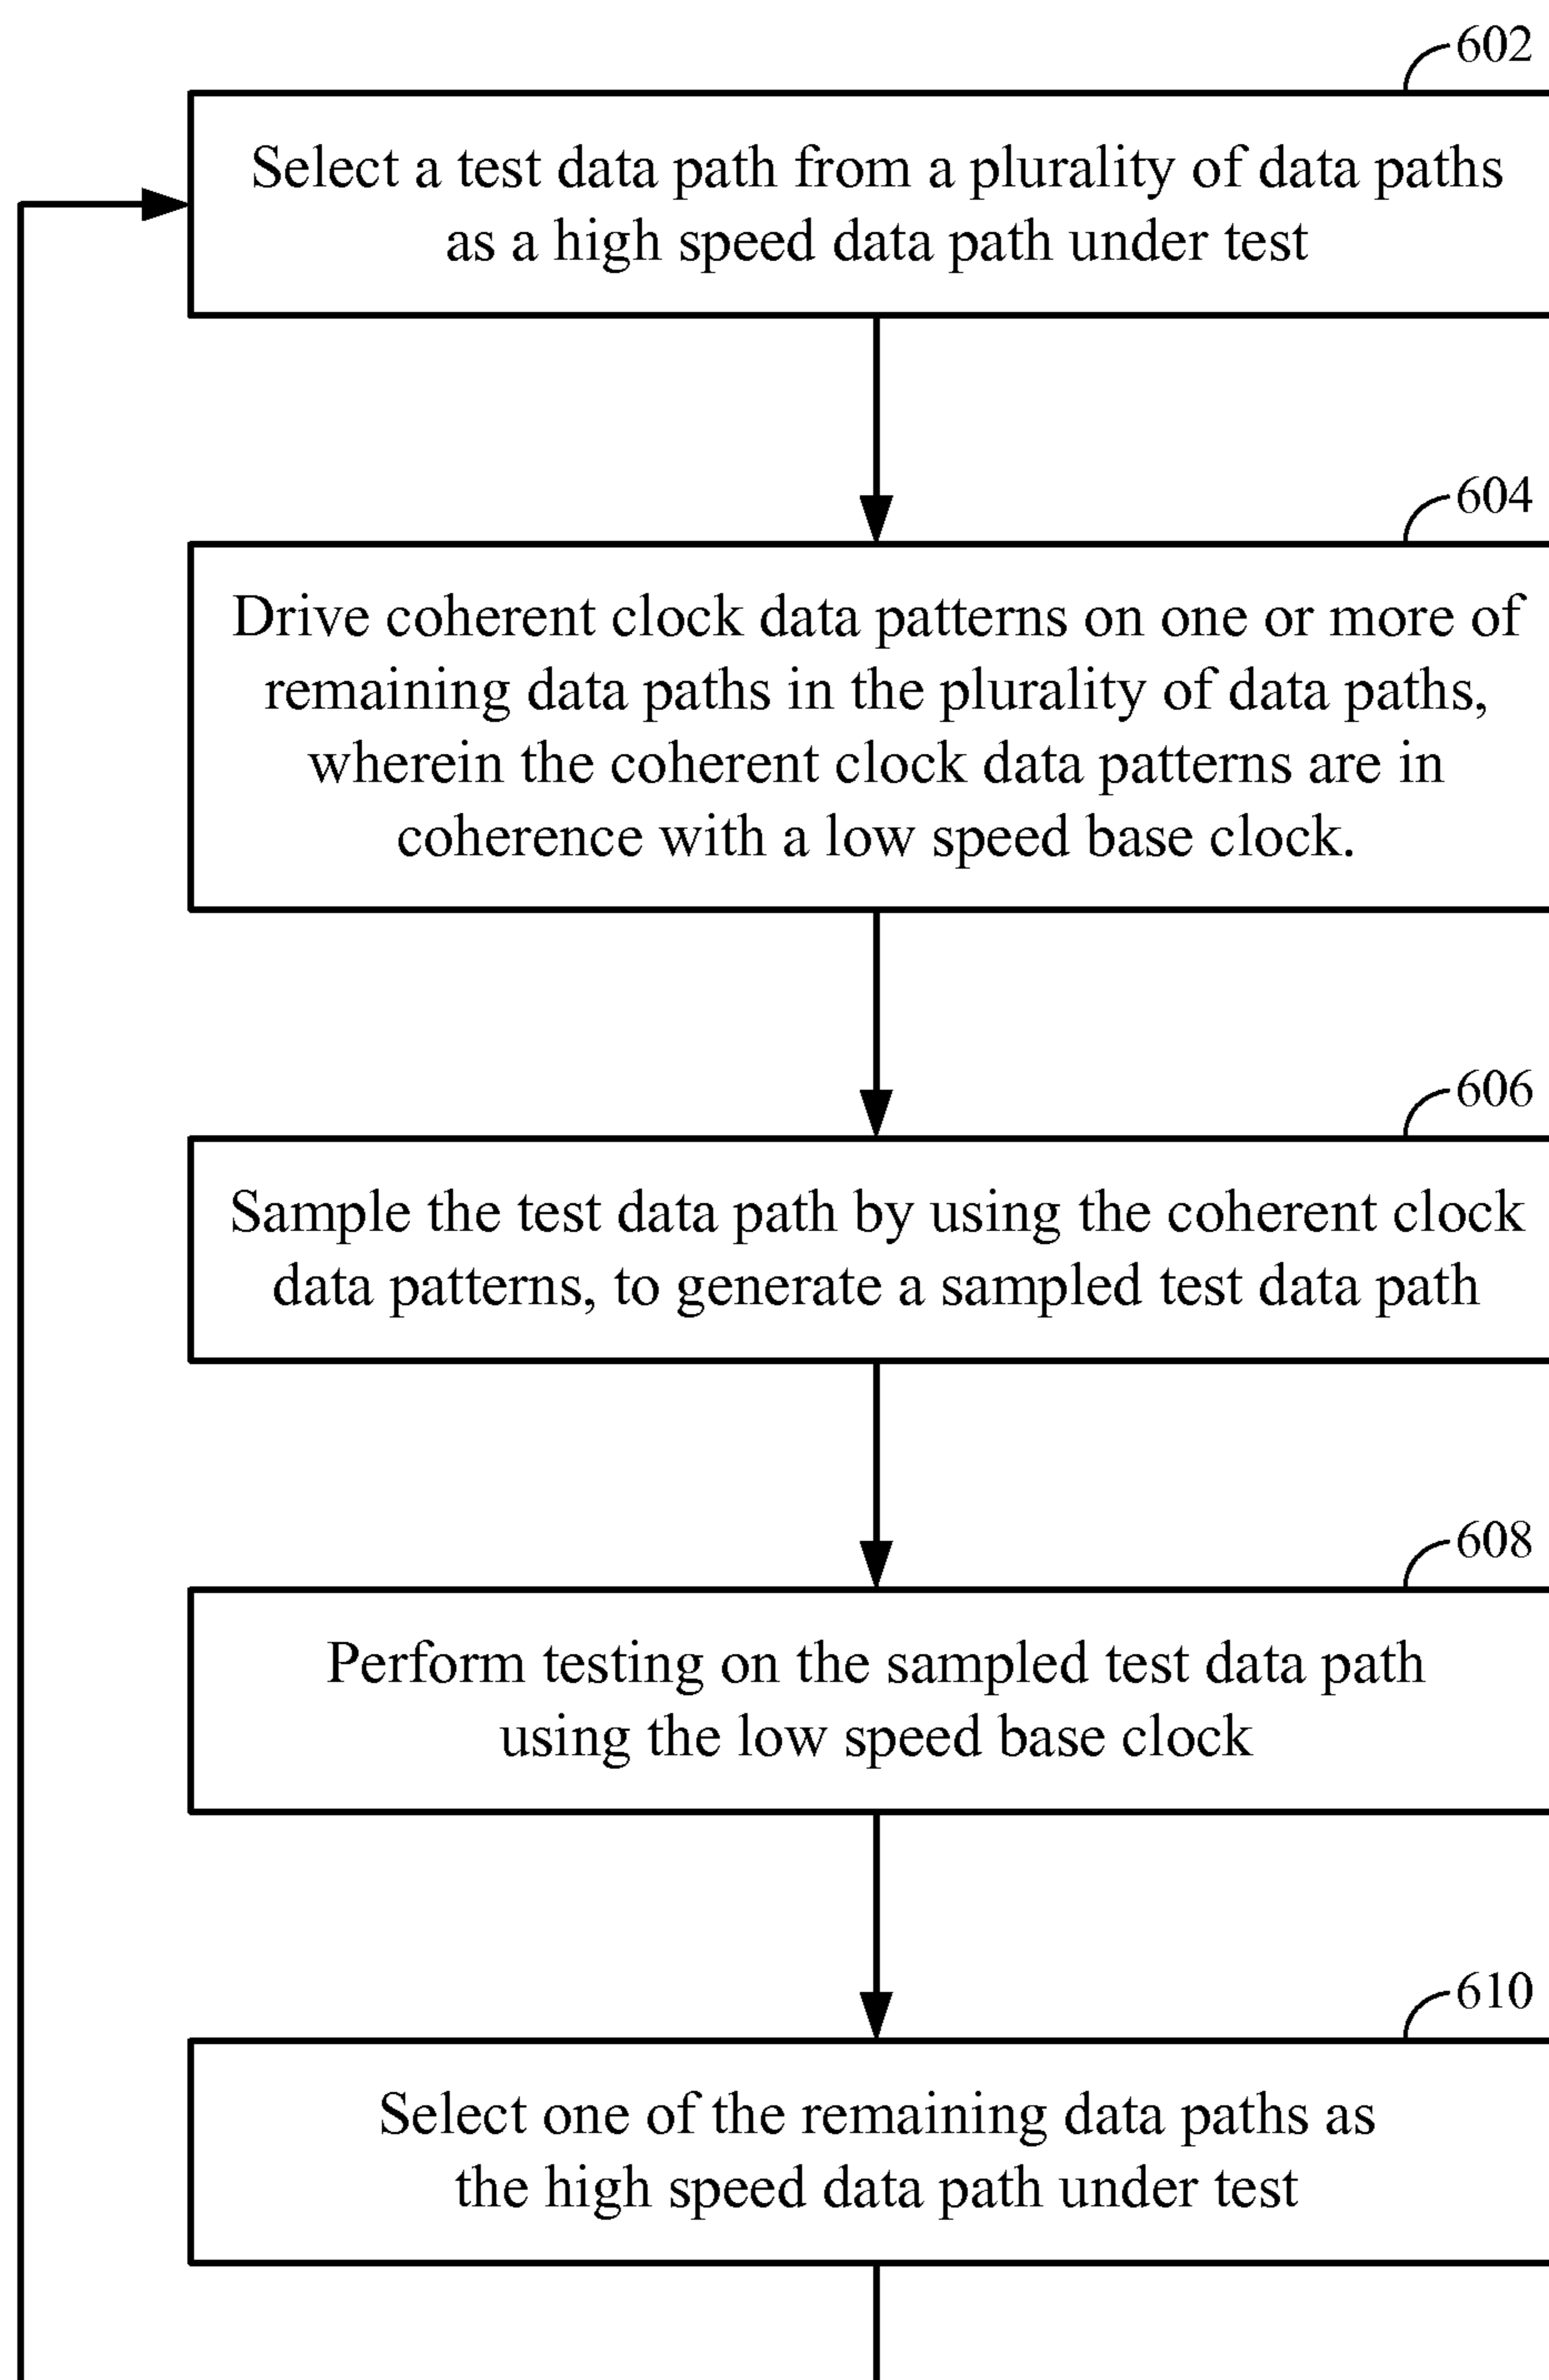 602
Select a test data path from a plurality of data paths
as a high speed data path under test
604
Drive coherent clock data patterns on one or more of
remaining data paths in the plurality of data paths,
wherein the coherent clock data patterns are in
coherence with a low speed base clock.
606
Sample the test data path by using the coherent clock
data patterns, to generate a sampled test data path
608
Perform testing on the sampled test data path
using the low speed base clock
610
Select one of the remaining data paths as
the high speed data path under test